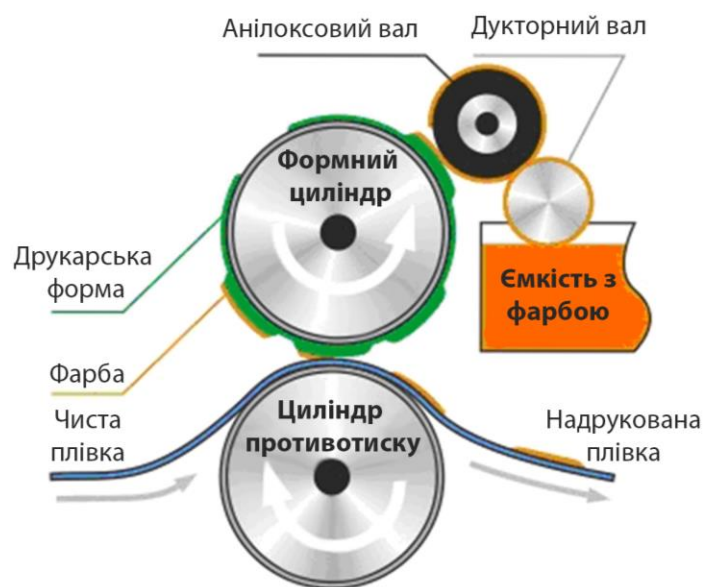 Анілоксовий вал
Дукторний вал
Формний
циліндр
Друкарська
форма
Ємкість з
фарбою
Фарба
Чиста
плівка
Циліндр
противотиску
Надрукована
плівка